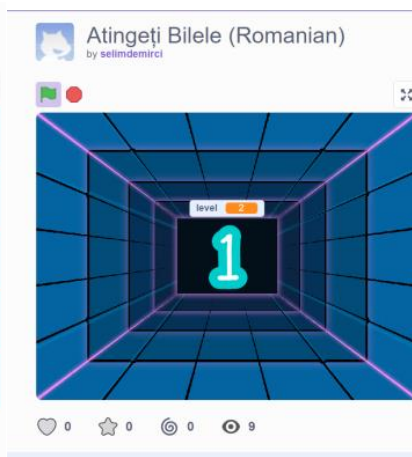 Atingeți Bilele (Romanian)
by selimdemirci
level 2
1
0 0 0 9